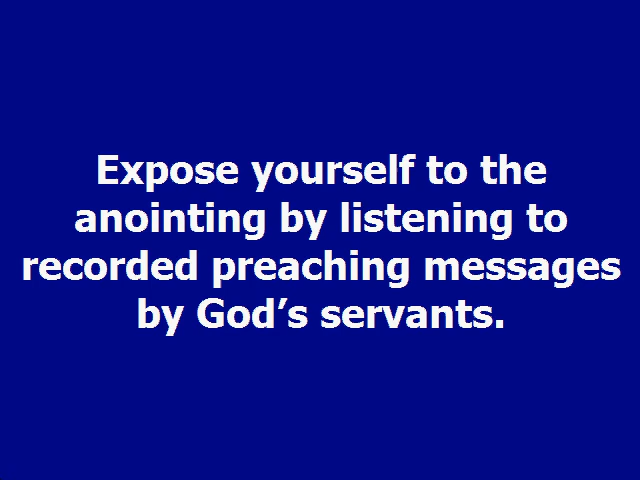 Expose yourself to the
anointing by listening to
recorded preaching messages
by God’s servants.